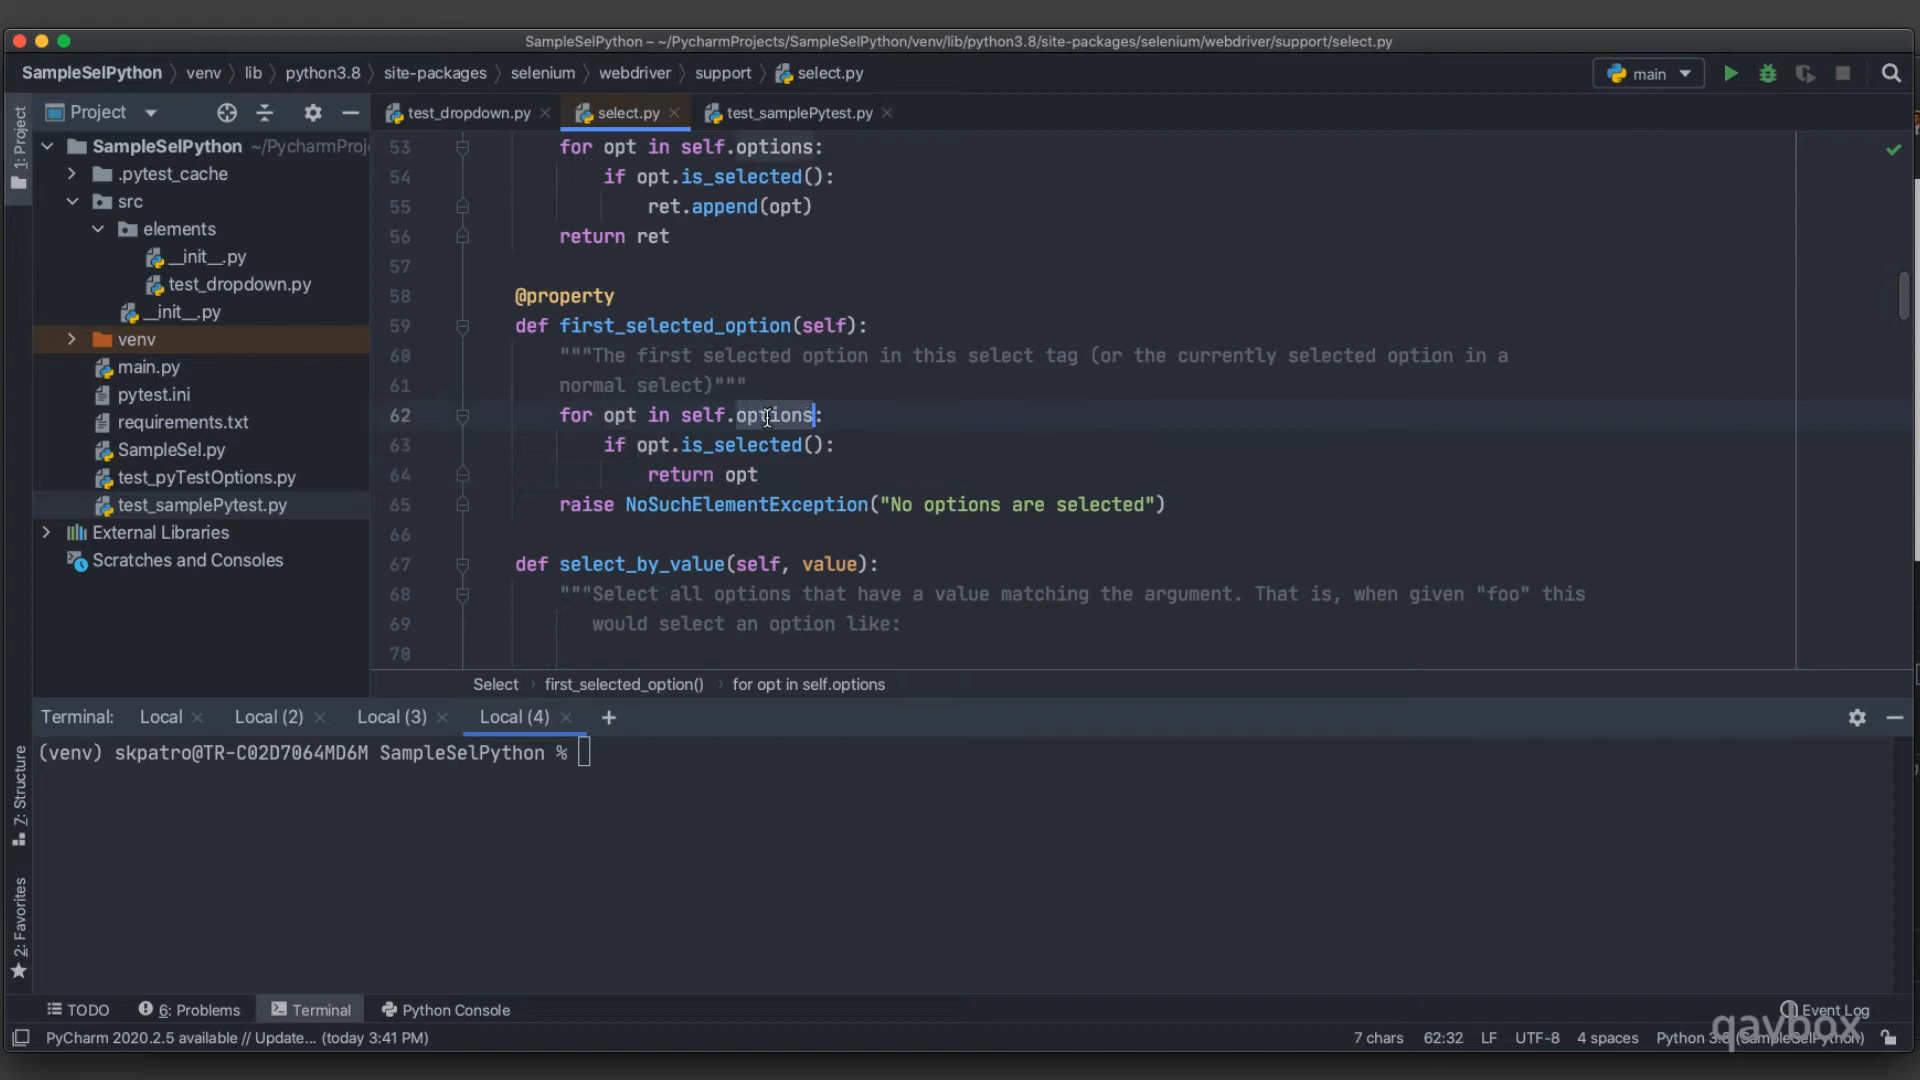 SampleSelPython – ~/PycharmProjects/SampleSelPython/venv/lib/python3.8/site-packages/selenium/webdriver/support/select.py
SampleSelPython venv lib python3.8 site-packages selenium webdriver support select.py main
1: Project
Project
test_dropdown.py select.py test_samplePytest.py
SampleSelPython ~/PycharmProj
.pytest_cache
src
elements
__init__.py
test_dropdown.py
__init__.py
venv
main.py
pytest.ini
requirements.txt
SampleSel.py
test_pyTestOptions.py
test_samplePytest.py
External Libraries
Scratches and Consoles
53 for opt in self.options:
54 if opt.is_selected():
55 ret.append(opt)
56 return ret
57
58 @property
59 def first_selected_option(self):
60 """The first selected option in this select tag (or the currently selected option in a
61 normal select)"""
62 for opt in self.options:
63 if opt.is_selected():
64 return opt
65 raise NoSuchElementException("No options are selected")
66
67 def select_by_value(self, value):
68 """Select all options that have a value matching the argument. That is, when given "foo" this
69 would select an option like:
70
Select first_selected_option() for opt in self.options
Terminal: Local Local (2) Local (3) Local (4) +
(venv) skpatro@TR-C02D7064MD6M SampleSelPython %
7: Structure
2: Favorites
TODO 6: Problems Terminal Python Console Event Log
qavbox
PyCharm 2020.2.5 available // Update... (today 3:41 PM) 7 chars 62:32 LF UTF-8 4 spaces Python 3.8 (SampleSelPython)